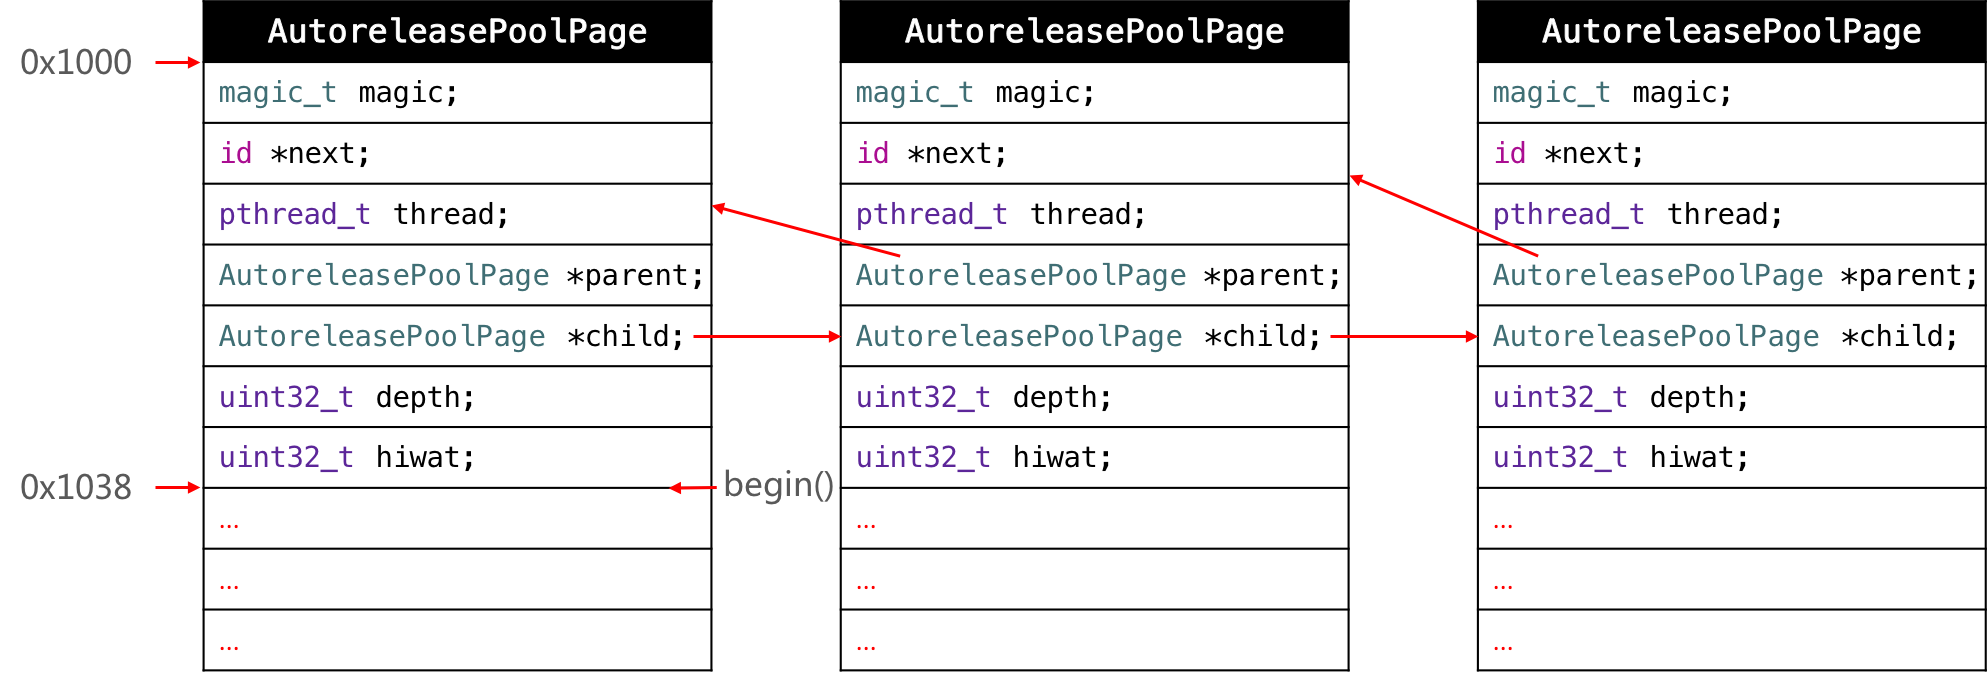 0x1000
0x1038
AutoreleasePoolPage
magic_t magic;
id *next;
pthread_t thread;
AutoreleasePoolPage *parent;
AutoreleasePoolPage *child;
uint32_t depth;
uint32_t hiwat;
...
...
...
begin()
AutoreleasePoolPage
magic_t magic;
id *next;
pthread_t thread;
AutoreleasePoolPage *parent;
AutoreleasePoolPage *child;
uint32_t depth;
uint32_t hiwat;
...
...
...
AutoreleasePoolPage
magic_t magic;
id *next;
pthread_t thread;
AutoreleasePoolPage *parent;
AutoreleasePoolPage *child;
uint32_t depth;
uint32_t hiwat;
...
...
...